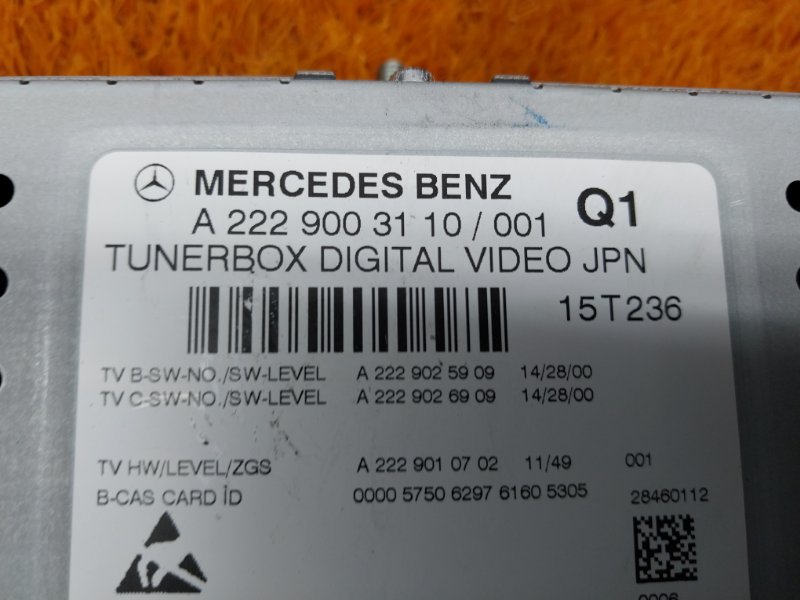 MERCEDES BENZ Q1
A 222 900 31 10 / 001
TUNERBOX DIGITAL VIDEO JPN
15T236
TV B-SW-NO./SW-LEVEL A 222 902 59 09 14/28/00
TV C-SW-NO./SW-LEVEL A 222 902 69 09 14/28/00
TV HW/LEVEL/ZGS A 222 901 07 02 11/49 001
B-CAS CARD ID 0000 5750 6297 6160 5305 28460112